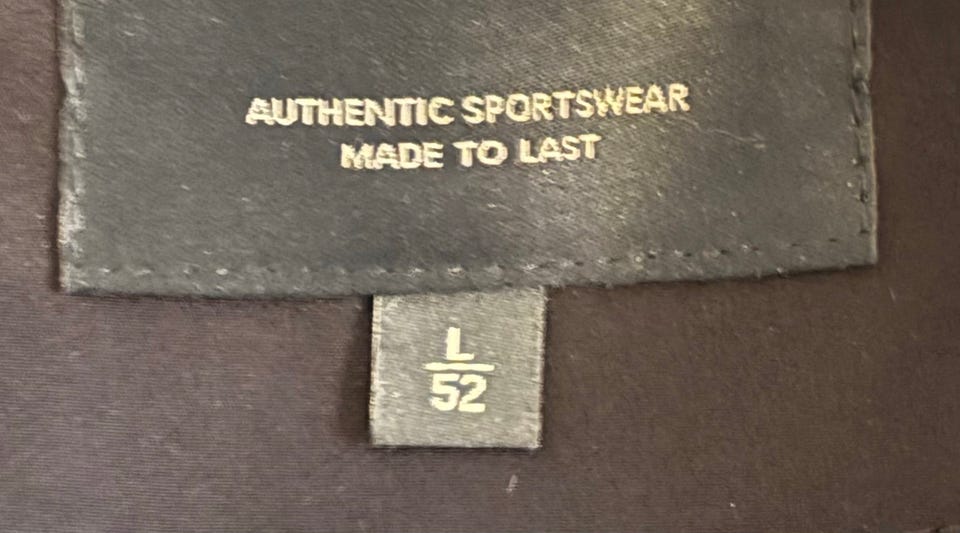 AUTHENTIC SPORTSWEAR
MADE TO LAST
L
52